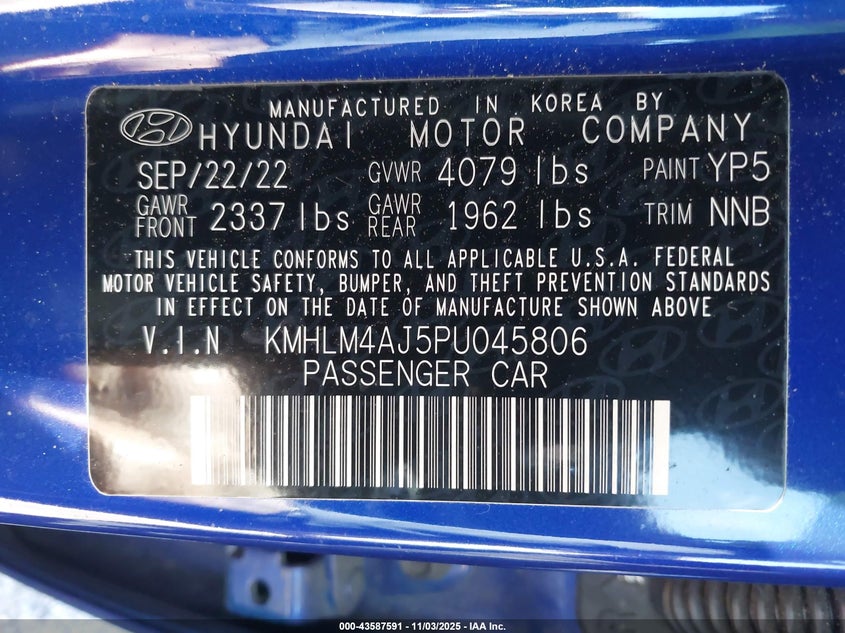 MANUFACTURED IN KOREA BY
HYUNDAI MOTOR COMPANY
SEP/22/22 GVWR 4079 lbs PAINT YP5
GAWR FRONT 2337 lbs GAWR REAR 1962 lbs TRIM NNB
THIS VEHICLE CONFORMS TO ALL APPLICABLE U.S.A. FEDERAL
MOTOR VEHICLE SAFETY, BUMPER, AND THEFT PREVENTION STANDARDS
IN EFFECT ON THE DATE OF MANUFACTURE SHOWN ABOVE
V.I.N KMHLM4AJ5PU045806
PASSENGER CAR
000-43587591 - 11/03/2025 - IAA Inc.